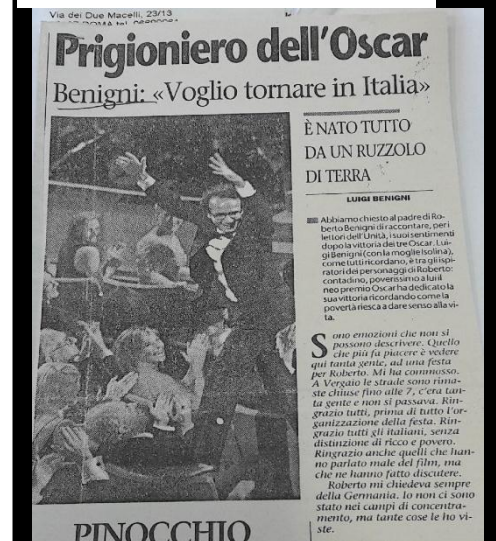 Via dei Due Macelli, 23/13
ROMA tel.
Prigioniero dell'Oscar
Benigni: «Voglio tornare in Italia»
È NATO TUTTO
DA UN RUZZOLO
DI TERRA
LUIGI BENIGNI
Abbiamo chiesto al padre di Ro-
berto Benigni di raccontare, per i
lettori dell'Unità, i suoi sentimenti
dopo la vittoria dei tre Oscar. Lui-
gi Benigni (con la moglie Isolina),
come tutti ricordano, è tra gli ispi-
ratori dei personaggi di Roberto:
contadino, poverissimo a lui il
neo premio Oscar ha dedicato la
sua vittoria ricordando come la
povertà riesca a dare senso alla vi-
ta.
Sono emozioni che non si
possono descrivere. Quello
che più fa piacere è vedere
qui tanta gente, ad una festa
per Roberto. Mi ha commosso.
A Vergaio le strade sono rima-
ste chiuse fino alle 7, c'era tan-
ta gente e non si passava. Rin-
grazio tutti, prima di tutto l'or-
ganizzazione della festa. Rin-
grazio tutti gli italiani, senza
distinzione di ricco e povero.
Ringrazio anche quelli che han-
no parlato male del film, ma
che ne hanno fatto discutere.
Roberto mi chiedeva sempre
della Germania. Io non ci sono
stato nei campi di concentra-
mento, ma tante cose le ho vi-
ste.
PINOCCHIO